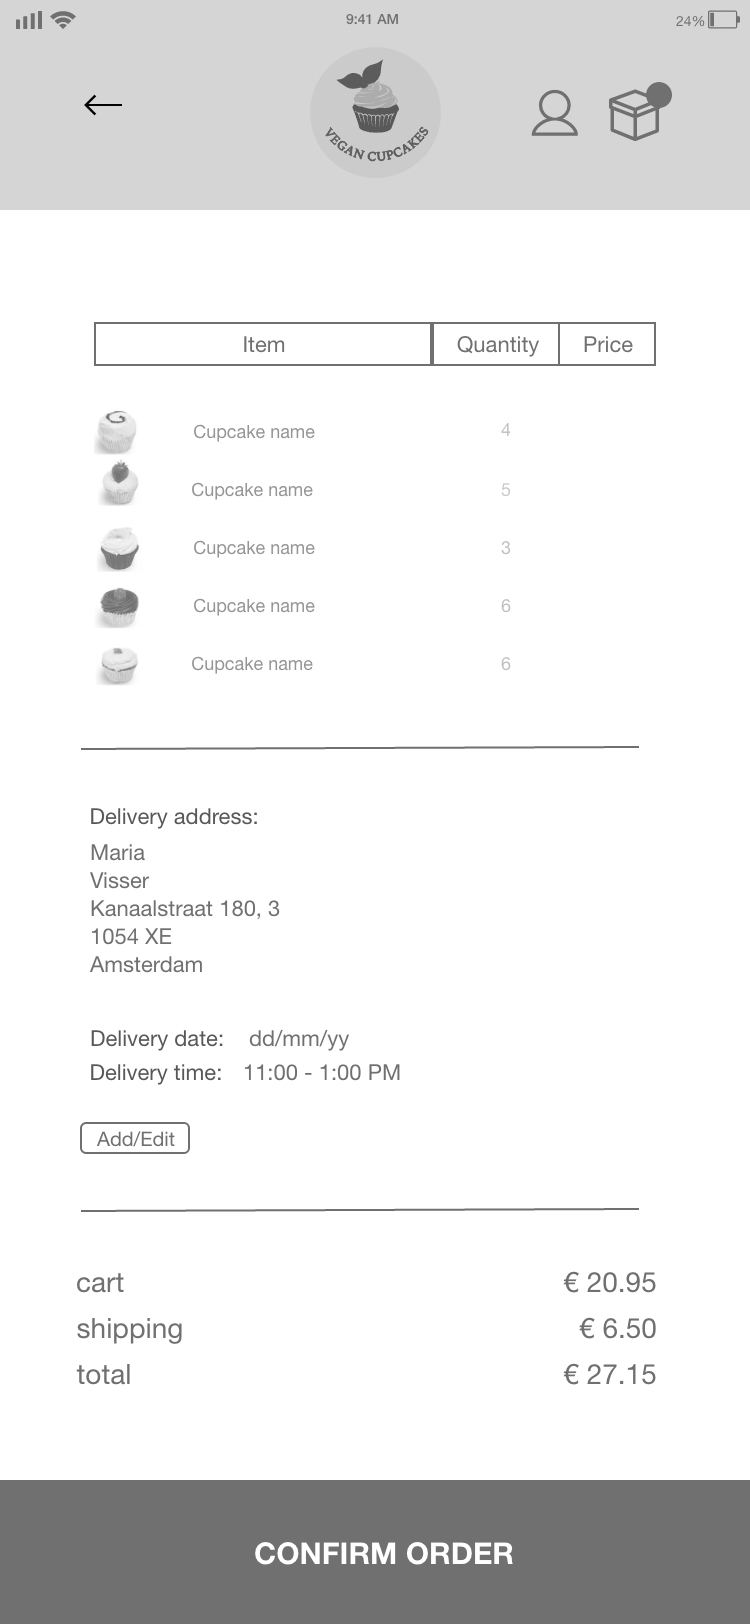 9:41 AM
24%
VEGAN CUPCAKES
Item Quantity Price
Cupcake name 4
Cupcake name 5
Cupcake name 3
Cupcake name 6
Cupcake name 6
Delivery address:
Maria
Visser
Kanaalstraat 180, 3
1054 XE
Amsterdam
Delivery date: dd/mm/yy
Delivery time: 11:00 - 1:00 PM
Add/Edit
cart € 20.95
shipping € 6.50
total € 27.15
CONFIRM ORDER